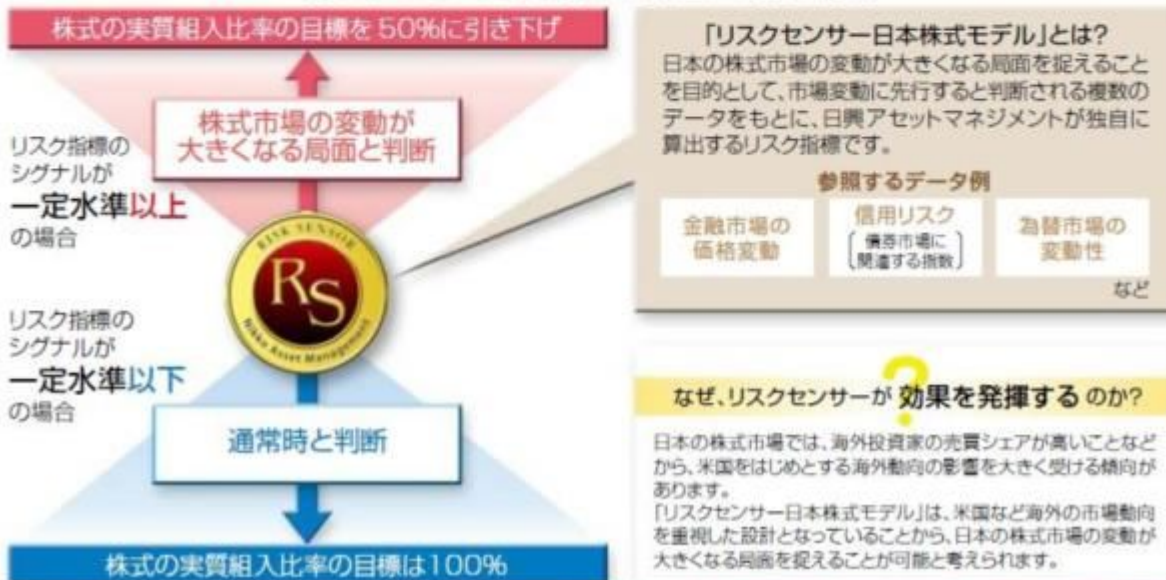 株式の実質組入比率の目標を50%に引き下げ
株式市場の変動が
大きくなる局面と判断
リスク指標の
シグナルが
一定水準以上
の場合
RISK SENSOR
RS
Nikko Asset Management
リスク指標の
シグナルが
一定水準以下
の場合
通常時と判断
株式の実質組入比率の目標は100%
「リスクセンサー日本株式モデル」とは?
日本の株式市場の変動が大きくなる局面を捉えること
を目的として、市場変動に先行すると判断される複数の
データをもとに、日興アセットマネジメントが独自に
算出するリスク指標です。
参照するデータ例
金融市場の
価格変動
信用リスク
債券市場に
関連する指数
為替市場の
変動性
など
?
なぜ、リスクセンサーが 効果を発揮する のか?
日本の株式市場では、海外投資家の売買シェアが高いことなど
から、米国をはじめとする海外動向の影響を大きく受ける傾向が
あります。
「リスクセンサー日本株式モデル」は、米国など海外の市場動向
を重視した設計となっていることから、日本の株式市場の変動が
大きくなる局面を捉えることが可能と考えられます。